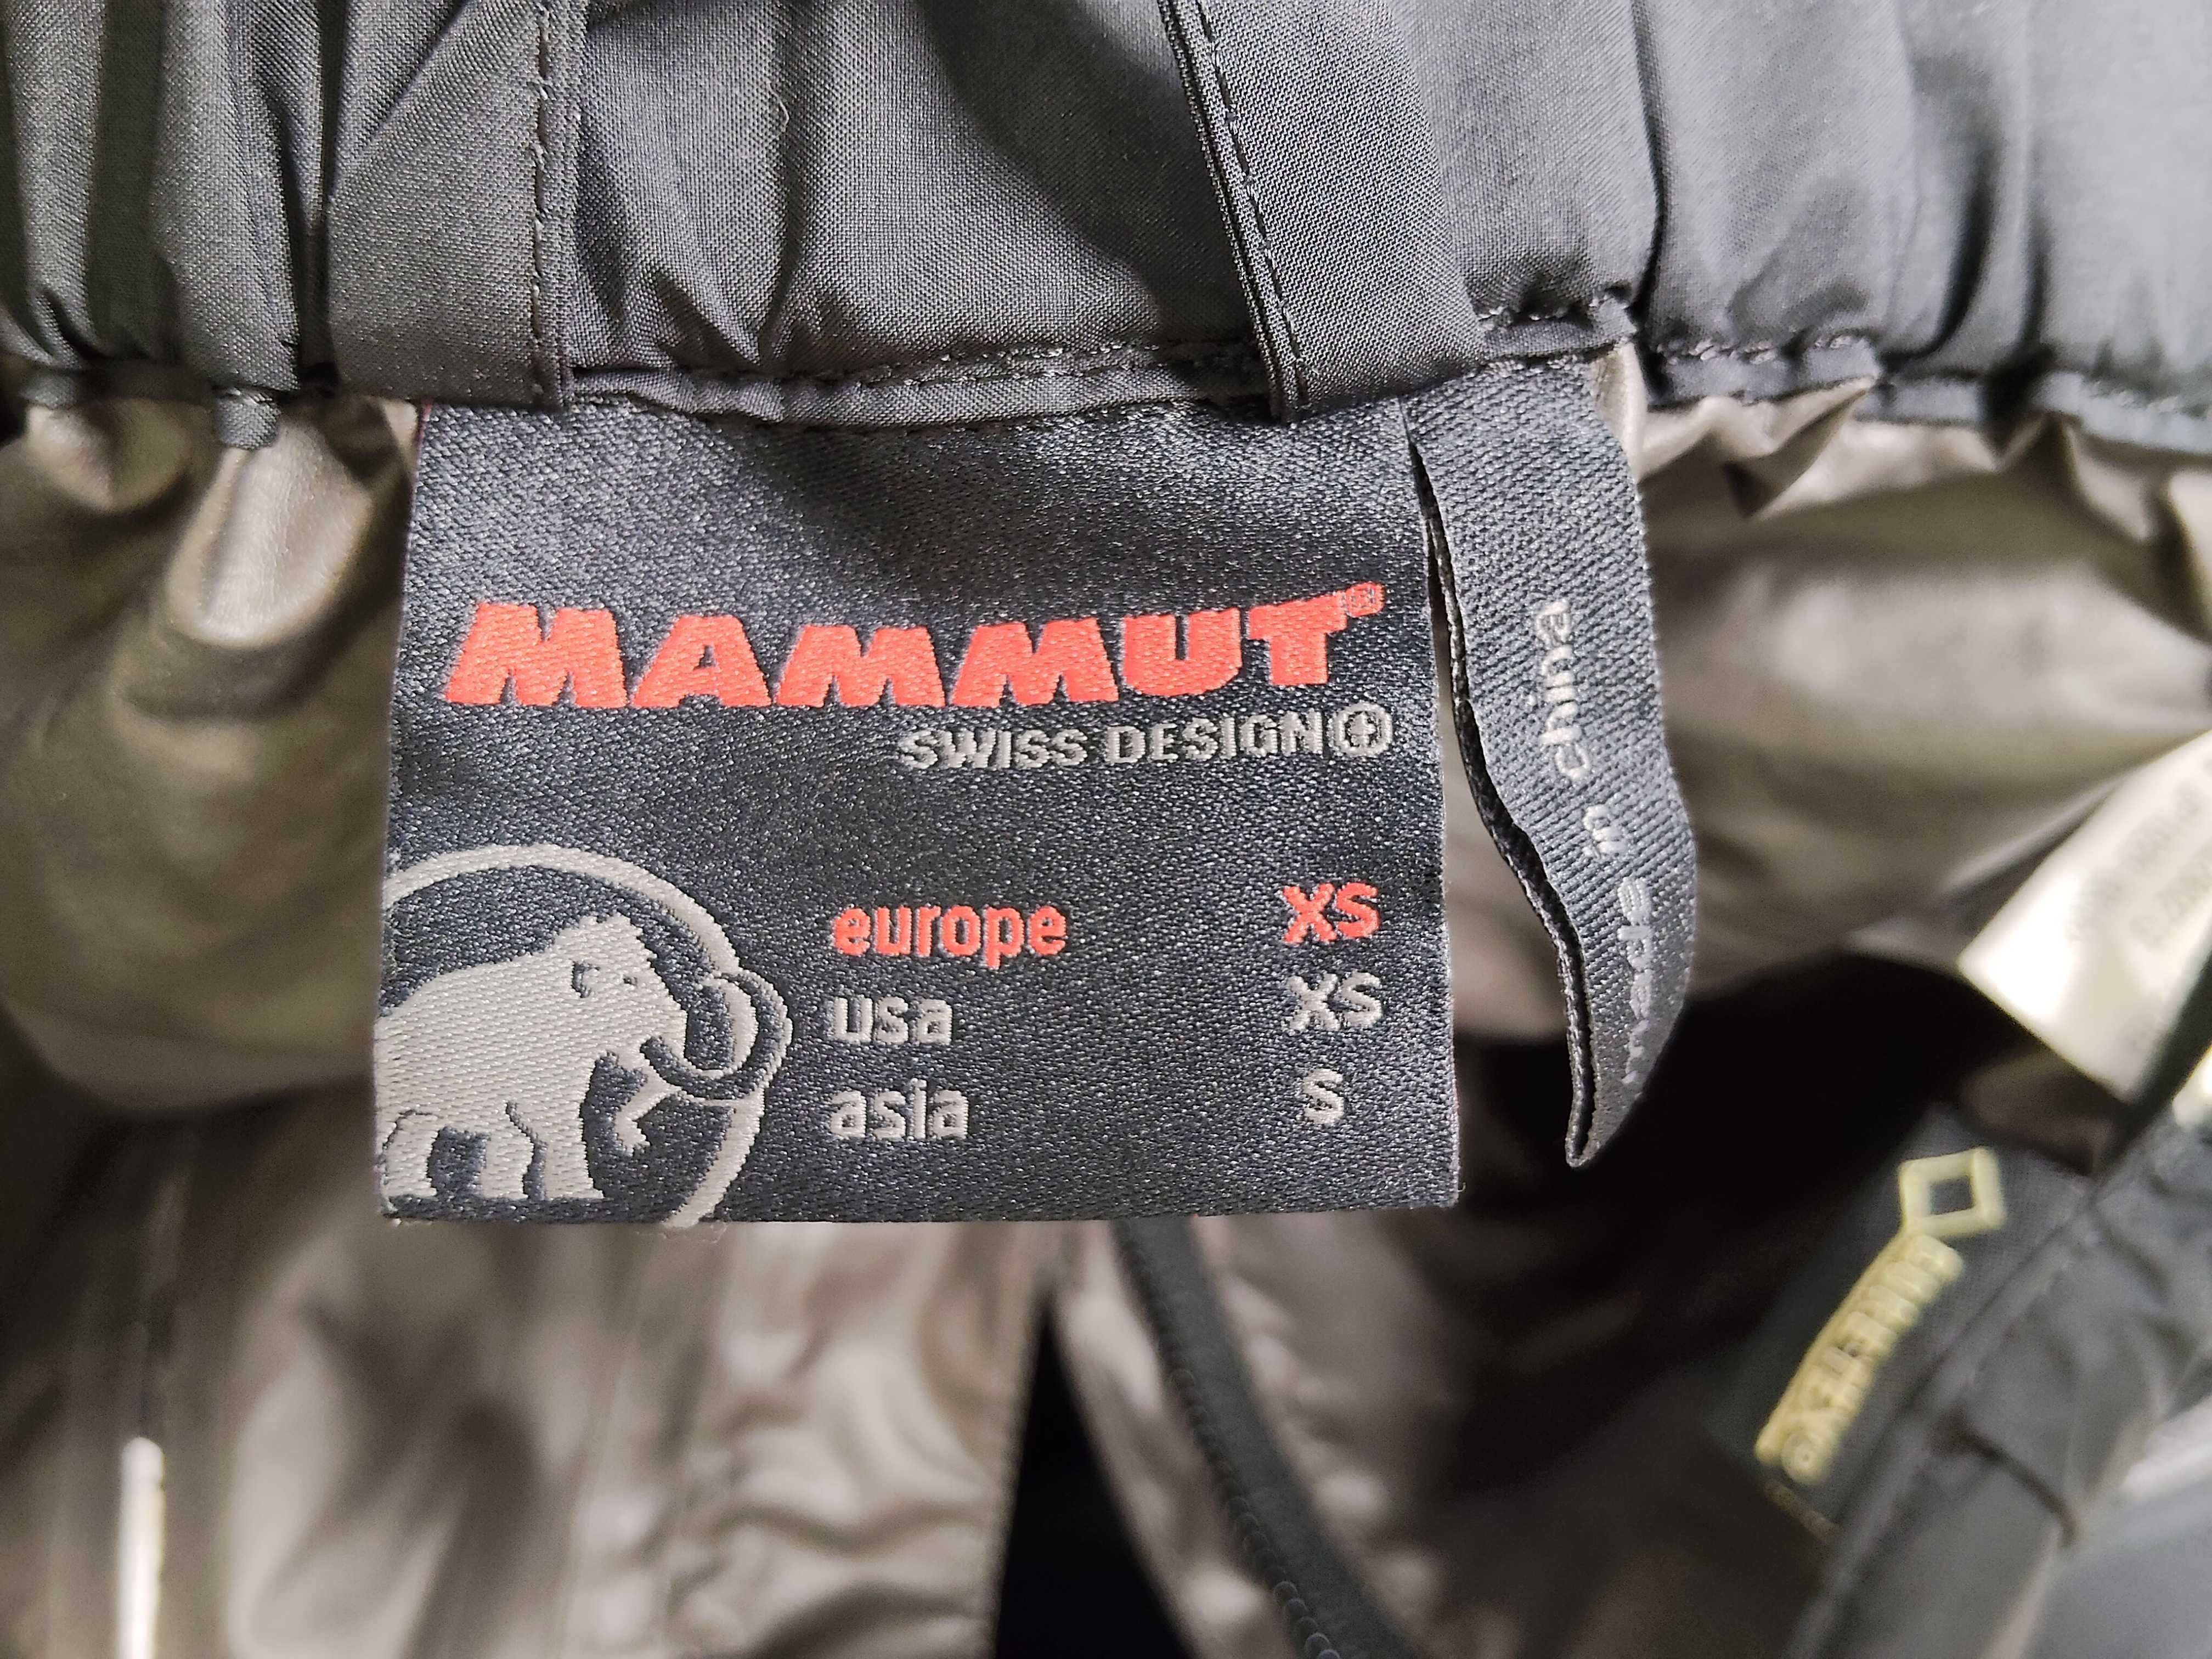 MAMMUT®
SWISS DESIGN
europe XS
usa XS
asia S
made in china
GORE-TEX®